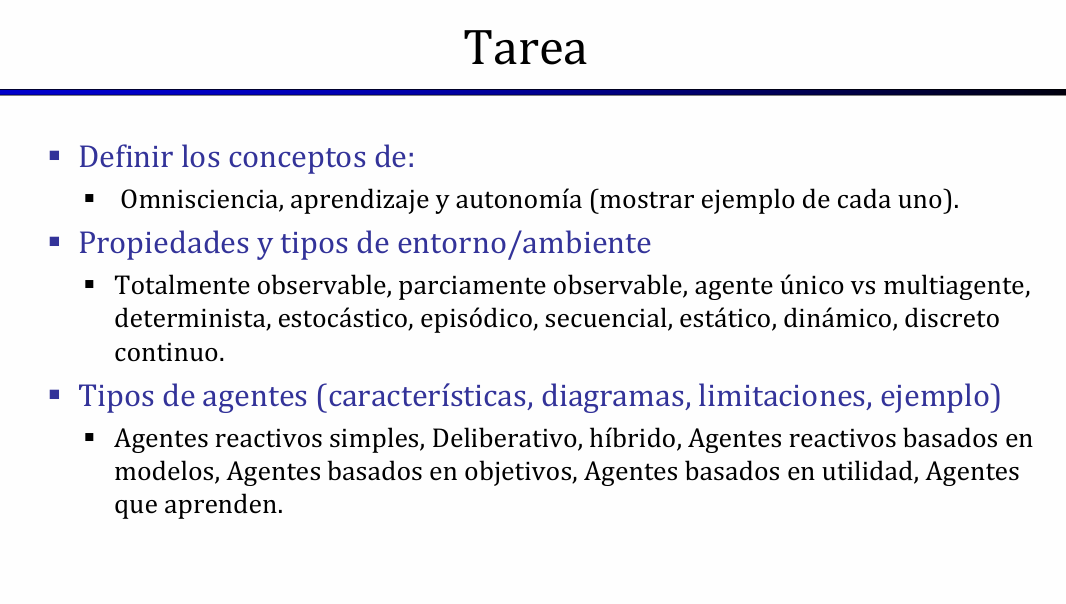 Tarea
▪ Definir los conceptos de:
▪ Omnisciencia, aprendizaje y autonomía (mostrar ejemplo de cada uno).
▪ Propiedades y tipos de entorno/ambiente
▪ Totalmente observable, parciamente observable, agente único vs multiagente,
determinista, estocástico, episódico, secuencial, estático, dinámico, discreto
continuo.
▪ Tipos de agentes (características, diagramas, limitaciones, ejemplo)
▪ Agentes reactivos simples, Deliberativo, híbrido, Agentes reactivos basados en
modelos, Agentes basados en objetivos, Agentes basados en utilidad, Agentes
que aprenden.